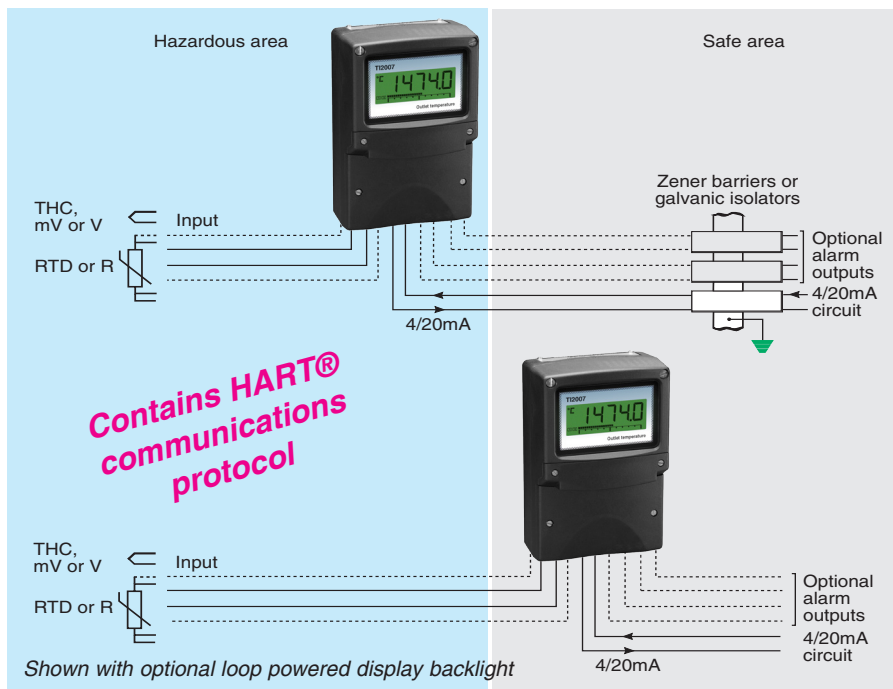 Hazardous area
Safe area
TI2007
°C 1474.0
Outlet temperature
Zener barriers or
galvanic isolators
THC,
mV or V
Input
RTD or R
Optional
alarm
outputs
4/20mA
circuit
4/20mA
Contains HART®
communications
protocol
TI2007
°C 1474.0
Outlet temperature
THC,
mV or V
Input
RTD or R
Optional
alarm
outputs
4/20mA
circuit
4/20mA
Shown with optional loop powered display backlight